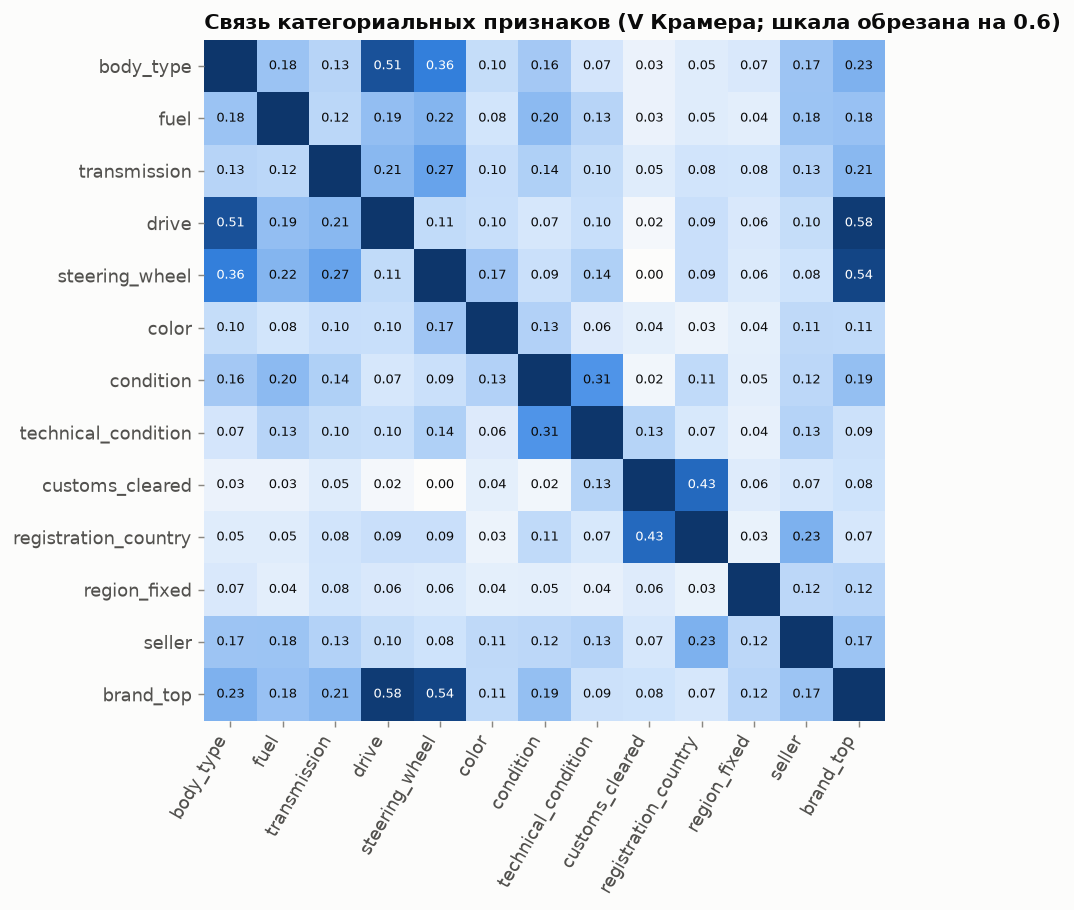 Связь категориальных признаков (V Крамера; шкала обрезана на 0.6)
body_type 0.18 0.13 0.51 0.36 0.10 0.16 0.07 0.03 0.05 0.07 0.17 0.23
fuel 0.18 0.12 0.19 0.22 0.08 0.20 0.13 0.03 0.05 0.04 0.18 0.18
transmission 0.13 0.12 0.21 0.27 0.10 0.14 0.10 0.05 0.08 0.08 0.13 0.21
drive 0.51 0.19 0.21 0.11 0.10 0.07 0.10 0.02 0.09 0.06 0.10 0.58
steering_wheel 0.36 0.22 0.27 0.11 0.17 0.09 0.14 0.00 0.09 0.06 0.08 0.54
color 0.10 0.08 0.10 0.10 0.17 0.13 0.06 0.04 0.03 0.04 0.11 0.11
condition 0.16 0.20 0.14 0.07 0.09 0.13 0.31 0.02 0.11 0.05 0.12 0.19
technical_condition 0.07 0.13 0.10 0.10 0.14 0.06 0.31 0.13 0.07 0.04 0.13 0.09
customs_cleared 0.03 0.03 0.05 0.02 0.00 0.04 0.02 0.13 0.43 0.06 0.07 0.08
registration_country 0.05 0.05 0.08 0.09 0.09 0.03 0.11 0.07 0.43 0.03 0.23 0.07
region_fixed 0.07 0.04 0.08 0.06 0.06 0.04 0.05 0.04 0.06 0.03 0.12 0.12
seller 0.17 0.18 0.13 0.10 0.08 0.11 0.12 0.13 0.07 0.23 0.12 0.17
brand_top 0.23 0.18 0.21 0.58 0.54 0.11 0.19 0.09 0.08 0.07 0.12 0.17
body_type
fuel
transmission
drive
steering_wheel
color
condition
technical_condition
customs_cleared
registration_country
region_fixed
seller
brand_top